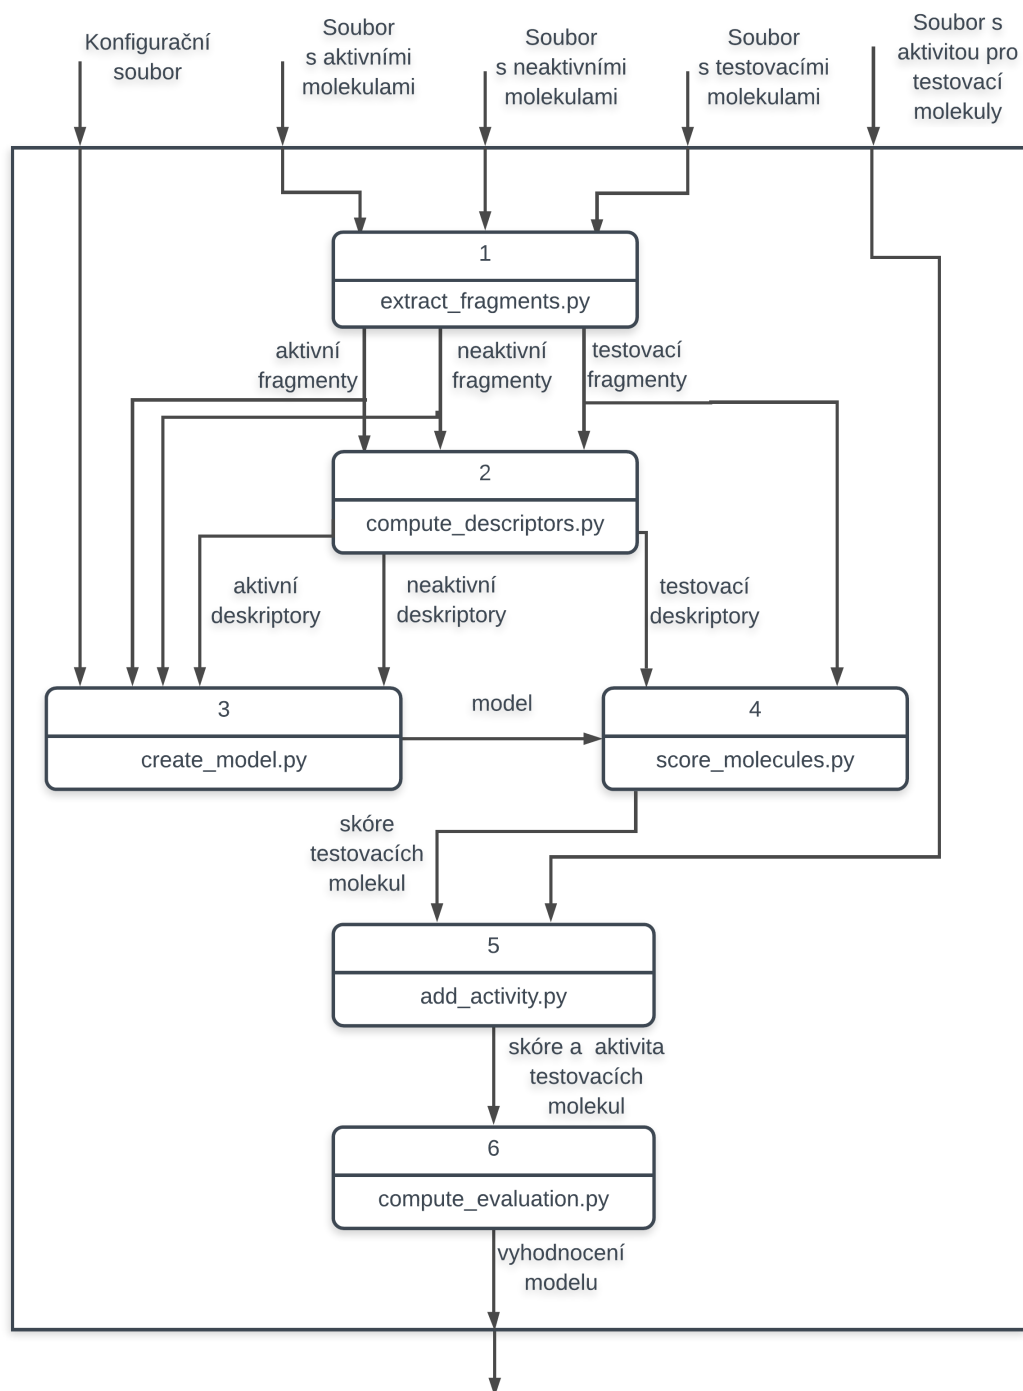 Konfigurační
soubor
Soubor
s aktivními
molekulami
Soubor
s neaktivními
molekulami
Soubor
s testovacími
molekulami
Soubor s
aktivitou pro
testovací
molekuly
1
extract_fragments.py
aktivní
fragmenty
neaktivní
fragmenty
testovací
fragmenty
2
compute_descriptors.py
aktivní
deskriptory
neaktivní
deskriptory
testovací
deskriptory
3
create_model.py
model
4
score_molecules.py
skóre
testovacích
molekul
5
add_activity.py
skóre a  aktivita
testovacích
molekul
6
compute_evaluation.py
vyhodnocení
modelu